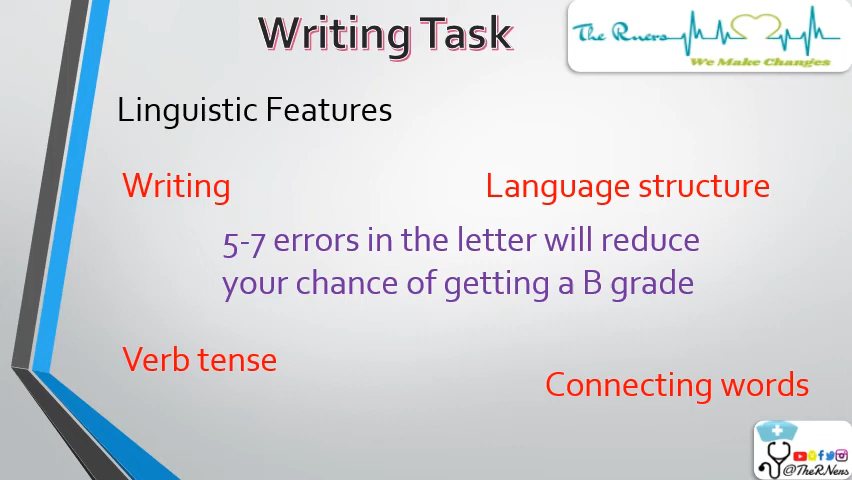 Writing Task
The Rners
We Make Changes
Linguistic Features
Writing
Language structure
5-7 errors in the letter will reduce
your chance of getting a B grade
Verb tense
Connecting words
@TheRNers